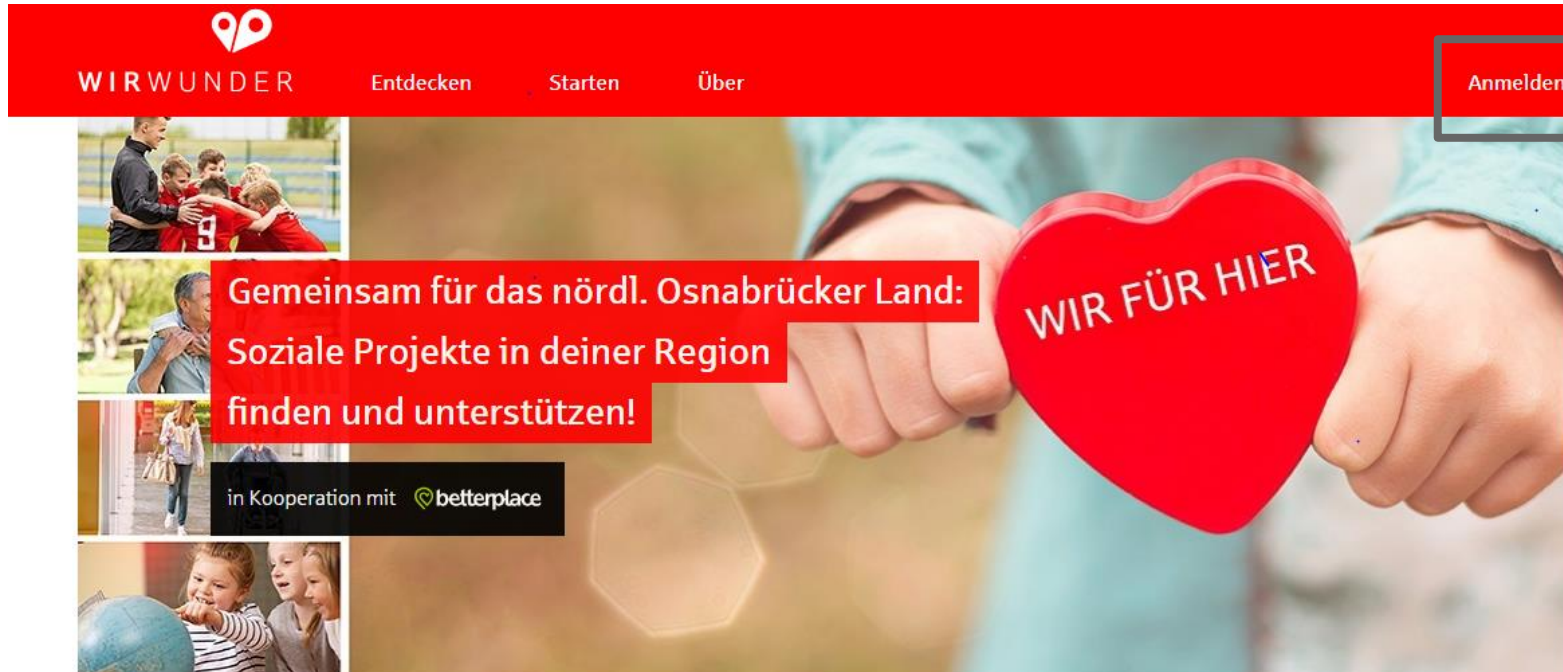 WIRWUNDER
Entdecken
Starten
Über
Anmelden
9
Gemeinsam für das nördl. Osnabrücker Land:
Soziale Projekte in deiner Region
finden und unterstützen!
in Kooperation mit betterplace
WIR FÜR HIER